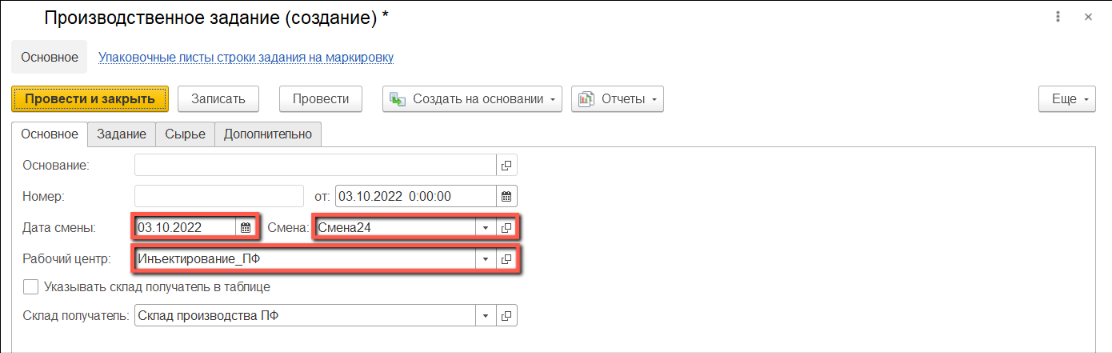 Производственное задание (создание) *
Основное Упаковочные листы строки задания на маркировку
Провести и закрыть Записать Провести Создать на основании Отчеты Еще
Основное Задание Сырье Дополнительно
Основание:
Номер: от: 03.10.2022 0:00:00
Дата смены: 03.10.2022 Смена: Смена24
Рабочий центр: Инъектирование_ПФ
Указывать склад получатель в таблице
Склад получатель: Склад производства ПФ